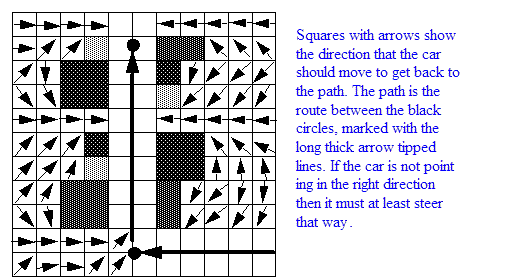 Squares with arrows show
the direction that the car
should move to get back to
the path. The path is the
route between the black
circles, marked with the
long thick arrow tipped
lines. If the car is not point
ing in the right direction
then it must at least steer
that way.